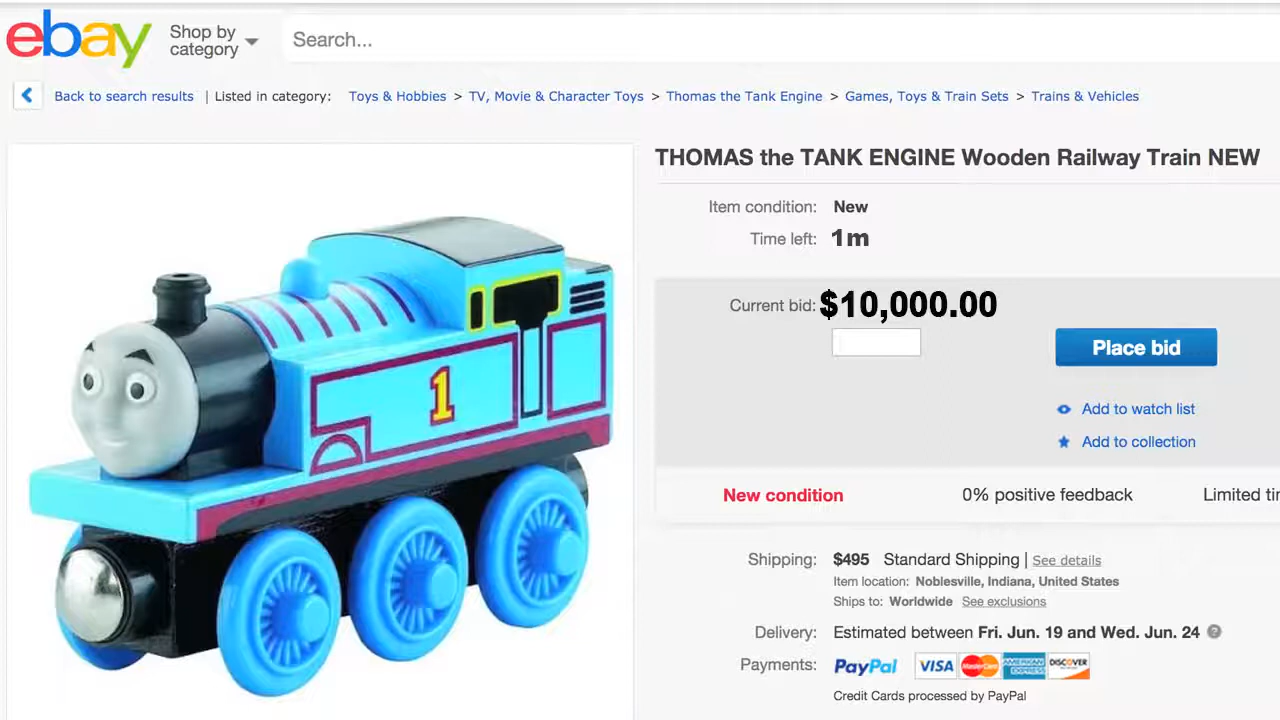 ebay
Shop by
category
Search...
Back to search results | Listed in category: Toys & Hobbies > TV, Movie & Character Toys > Thomas the Tank Engine > Games, Toys & Train Sets > Trains & Vehicles
THOMAS the TANK ENGINE Wooden Railway Train NEW
Item condition: New
Time left: 1m
Current bid: $10,000.00
Place bid
1
Add to watch list
Add to collection
New condition 0% positive feedback Limited
Shipping: $495 Standard Shipping | See details
Item location: Noblesville, Indiana, United States
Ships to: Worldwide See exclusions
Delivery: Estimated between Fri. Jun. 19 and Wed. Jun. 24 ?
Payments: PayPal VISA MasterCard AMERICAN EXPRESS DISCOVER
Credit Cards processed by PayPal